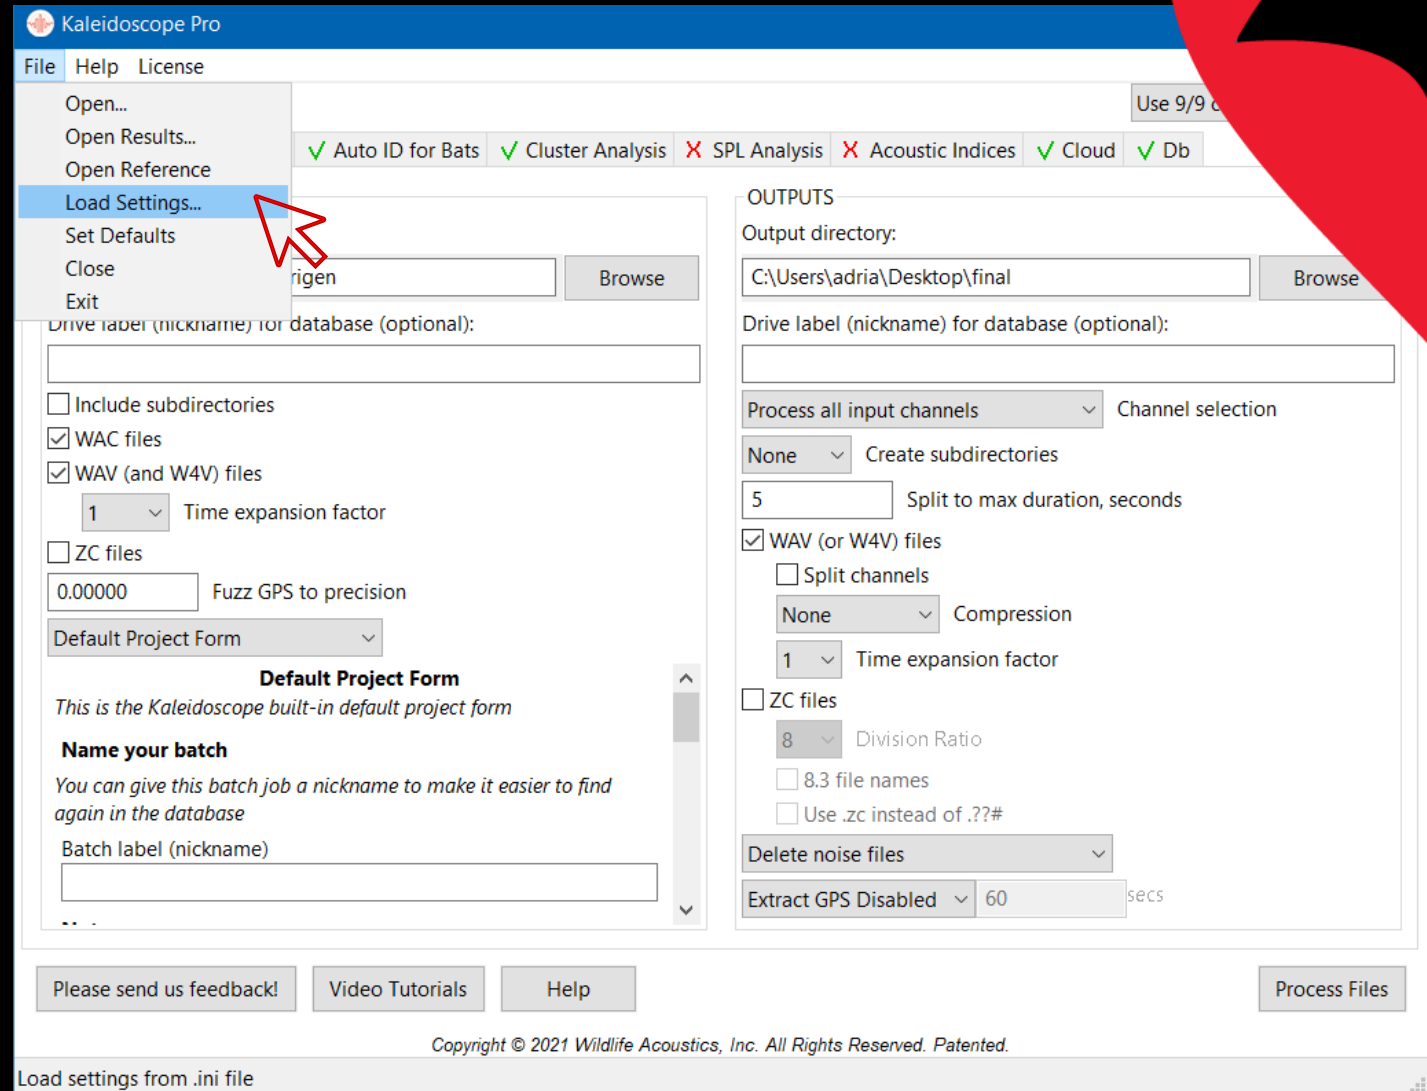 Kaleidoscope Pro
File Help License
Open...
Open Results...
Open Reference
Load Settings...
Set Defaults
Close
Exit
Use 9/9
Auto ID for Bats Cluster Analysis SPL Analysis Acoustic Indices Cloud Db
rigen Browse
Drive label (nickname) for database (optional):
Include subdirectories
WAC files
WAV (and W4V) files
1 Time expansion factor
ZC files
0.00000 Fuzz GPS to precision
Default Project Form
Default Project Form
This is the Kaleidoscope built-in default project form
Name your batch
You can give this batch job a nickname to make it easier to find
again in the database
Batch label (nickname)
OUTPUTS
Output directory:
C:\Users\adria\Desktop\final Browse
Drive label (nickname) for database (optional):
Process all input channels Channel selection
None Create subdirectories
5 Split to max duration, seconds
WAV (or W4V) files
Split channels
None Compression
1 Time expansion factor
ZC files
8 Division Ratio
8.3 file names
Use .zc instead of .??#
Delete noise files
Extract GPS Disabled 60 secs
Please send us feedback! Video Tutorials Help Process Files
Copyright © 2021 Wildlife Acoustics, Inc. All Rights Reserved. Patented.
Load settings from .ini file